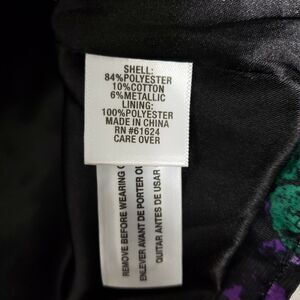 SHELL:
84%POLYESTER
10%COTTON
6%METALLIC
LINING:
100%POLYESTER
MADE IN CHINA
RN #61624
CARE OVER
REMOVE BEFORE WEARING
ENLEVER AVANT DE PORTER
QUITAR ANTES DE USAR